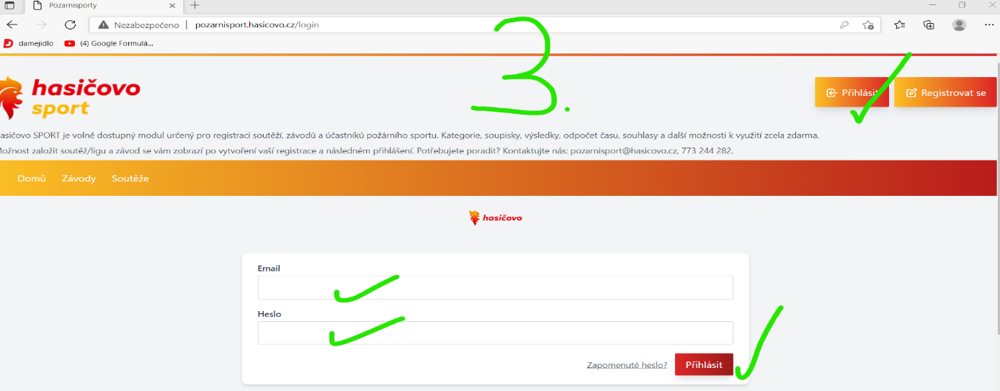 Pozarnisporty
Nezabezpečeno | pozarnisport.hasicovo.cz/login
damejidlo (4) Google Formulá...
3.
hasičovo
sport
Přihlásit Registrovat se
asičovo SPORT je volně dostupný modul určený pro registraci soutěží, závodů a účastníků požárního sportu. Kategorie, soupisky, výsledky, odpočet času, souhlasy a další možnosti k využití zcela zdarma.
Možnost založit soutěž/ligu a závod se vám zobrazí po vytvoření vaší registrace a následném přihlášení. Potřebujete poradit? Kontaktujte nás: pozarnisport@hasicovo.cz, 773 244 282.
Domů Závody Soutěže
hasičovo
Email
Heslo
Zapomenuté heslo? Přihlásit